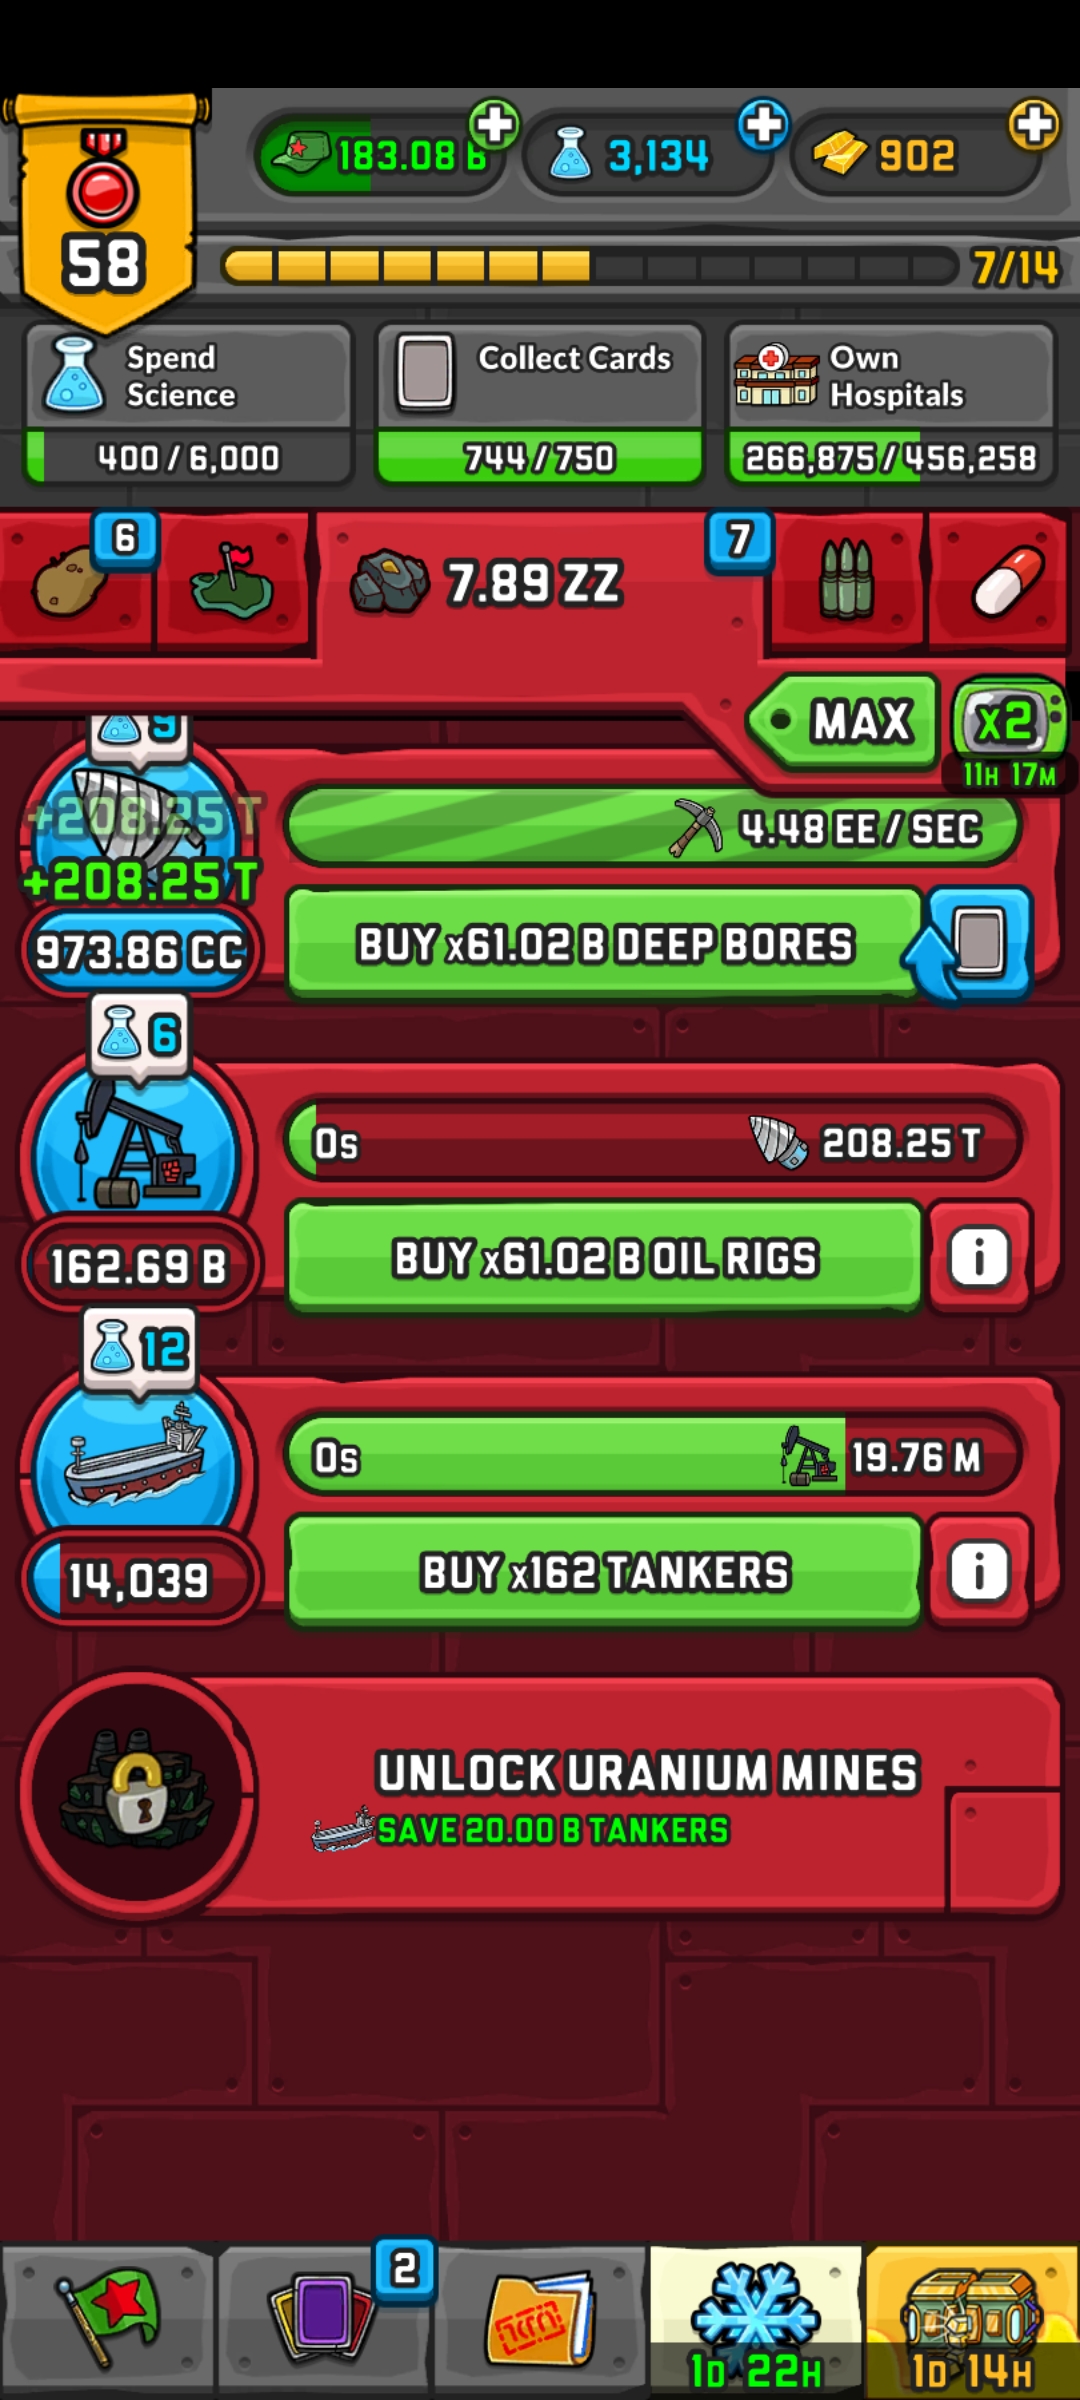 183.08 B
3,134
902
58
7/14
Spend
Science
Collect Cards
Own
Hospitals
400 / 6,000
744 / 750
266,875 / 456,258
6
7.89 ZZ
7
MAX
x2
11H 17M
9
+208.25 T
+208.25 T
4.48 EE / SEC
973.86 CC
BUY x61.02 B DEEP BORES
6
0s
208.25 T
162.69 B
BUY x61.02 B OIL RIGS
i
12
0s
19.76 M
14,039
BUY x162 TANKERS
i
UNLOCK URANIUM MINES
SAVE 20.00 B TANKERS
2
1D 22H
1D 14H